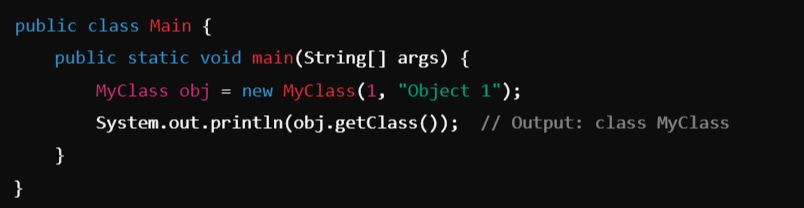 public class Main {
    public static void main(String[] args) {
        MyClass obj = new MyClass(1, "Object 1");
        System.out.println(obj.getClass());  // Output: class MyClass
    }
}